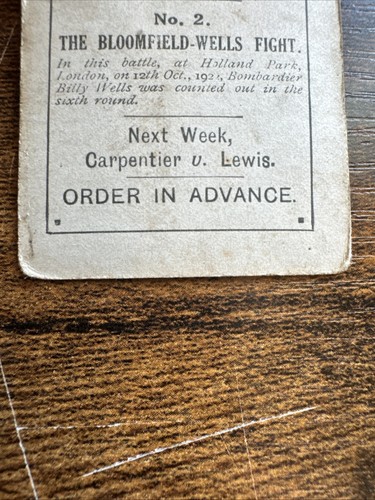 No. 2.
THE BLOOMFIELD-WELLS FIGHT.
In this battle, at Holland Park,
London, on 12th Oct., Bombardier
Billy Wells was counted out in the
sixth round.
Next Week,
Carpentier v. Lewis.
ORDER IN ADVANCE.